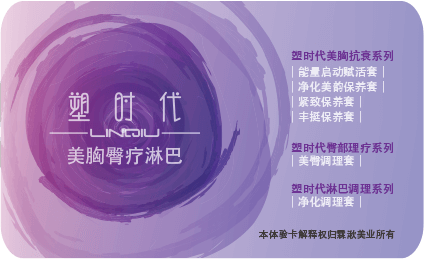 塑时代
LINQIU
美胸臀疗淋巴
塑时代美胸抗衰系列
| 能量启动赋活套 |
| 净化美韵保养套 |
| 紧致保养套 |
| 丰挺保养套 |
塑时代臀部理疗系列
| 美臀调理套 |
塑时代淋巴调理系列
| 净化调理套 |
本体验卡解释权归霖湫美业所有